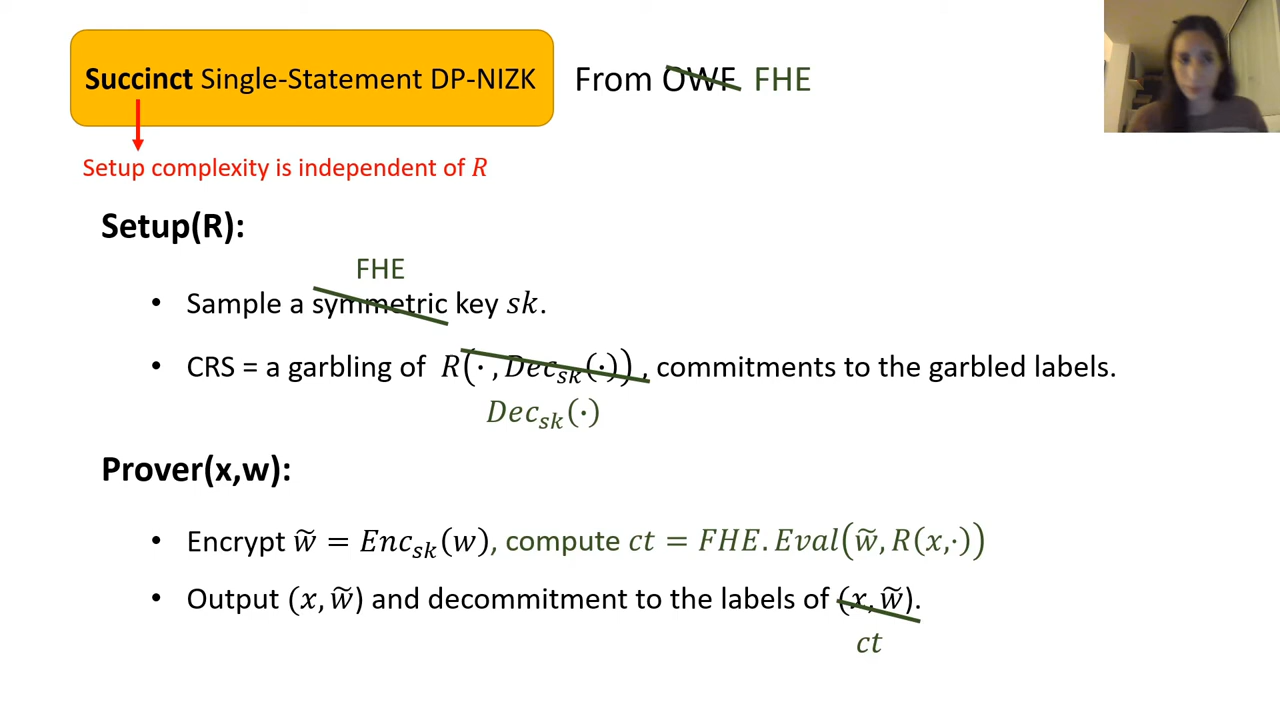 Succinct Single-Statement DP-NIZK From OWF FHE
Setup complexity is independent of R
Setup(R):
FHE
• Sample a symmetric key sk.
• CRS = a garbling of R(· , Dec_sk(·)) , commitments to the garbled labels.
Dec_sk(·)
Prover(x,w):
• Encrypt w̃ = Enc_sk(w), compute ct = FHE.Eval(w̃, R(x,·))
• Output (x, w̃) and decommitment to the labels of (x, w̃).
ct